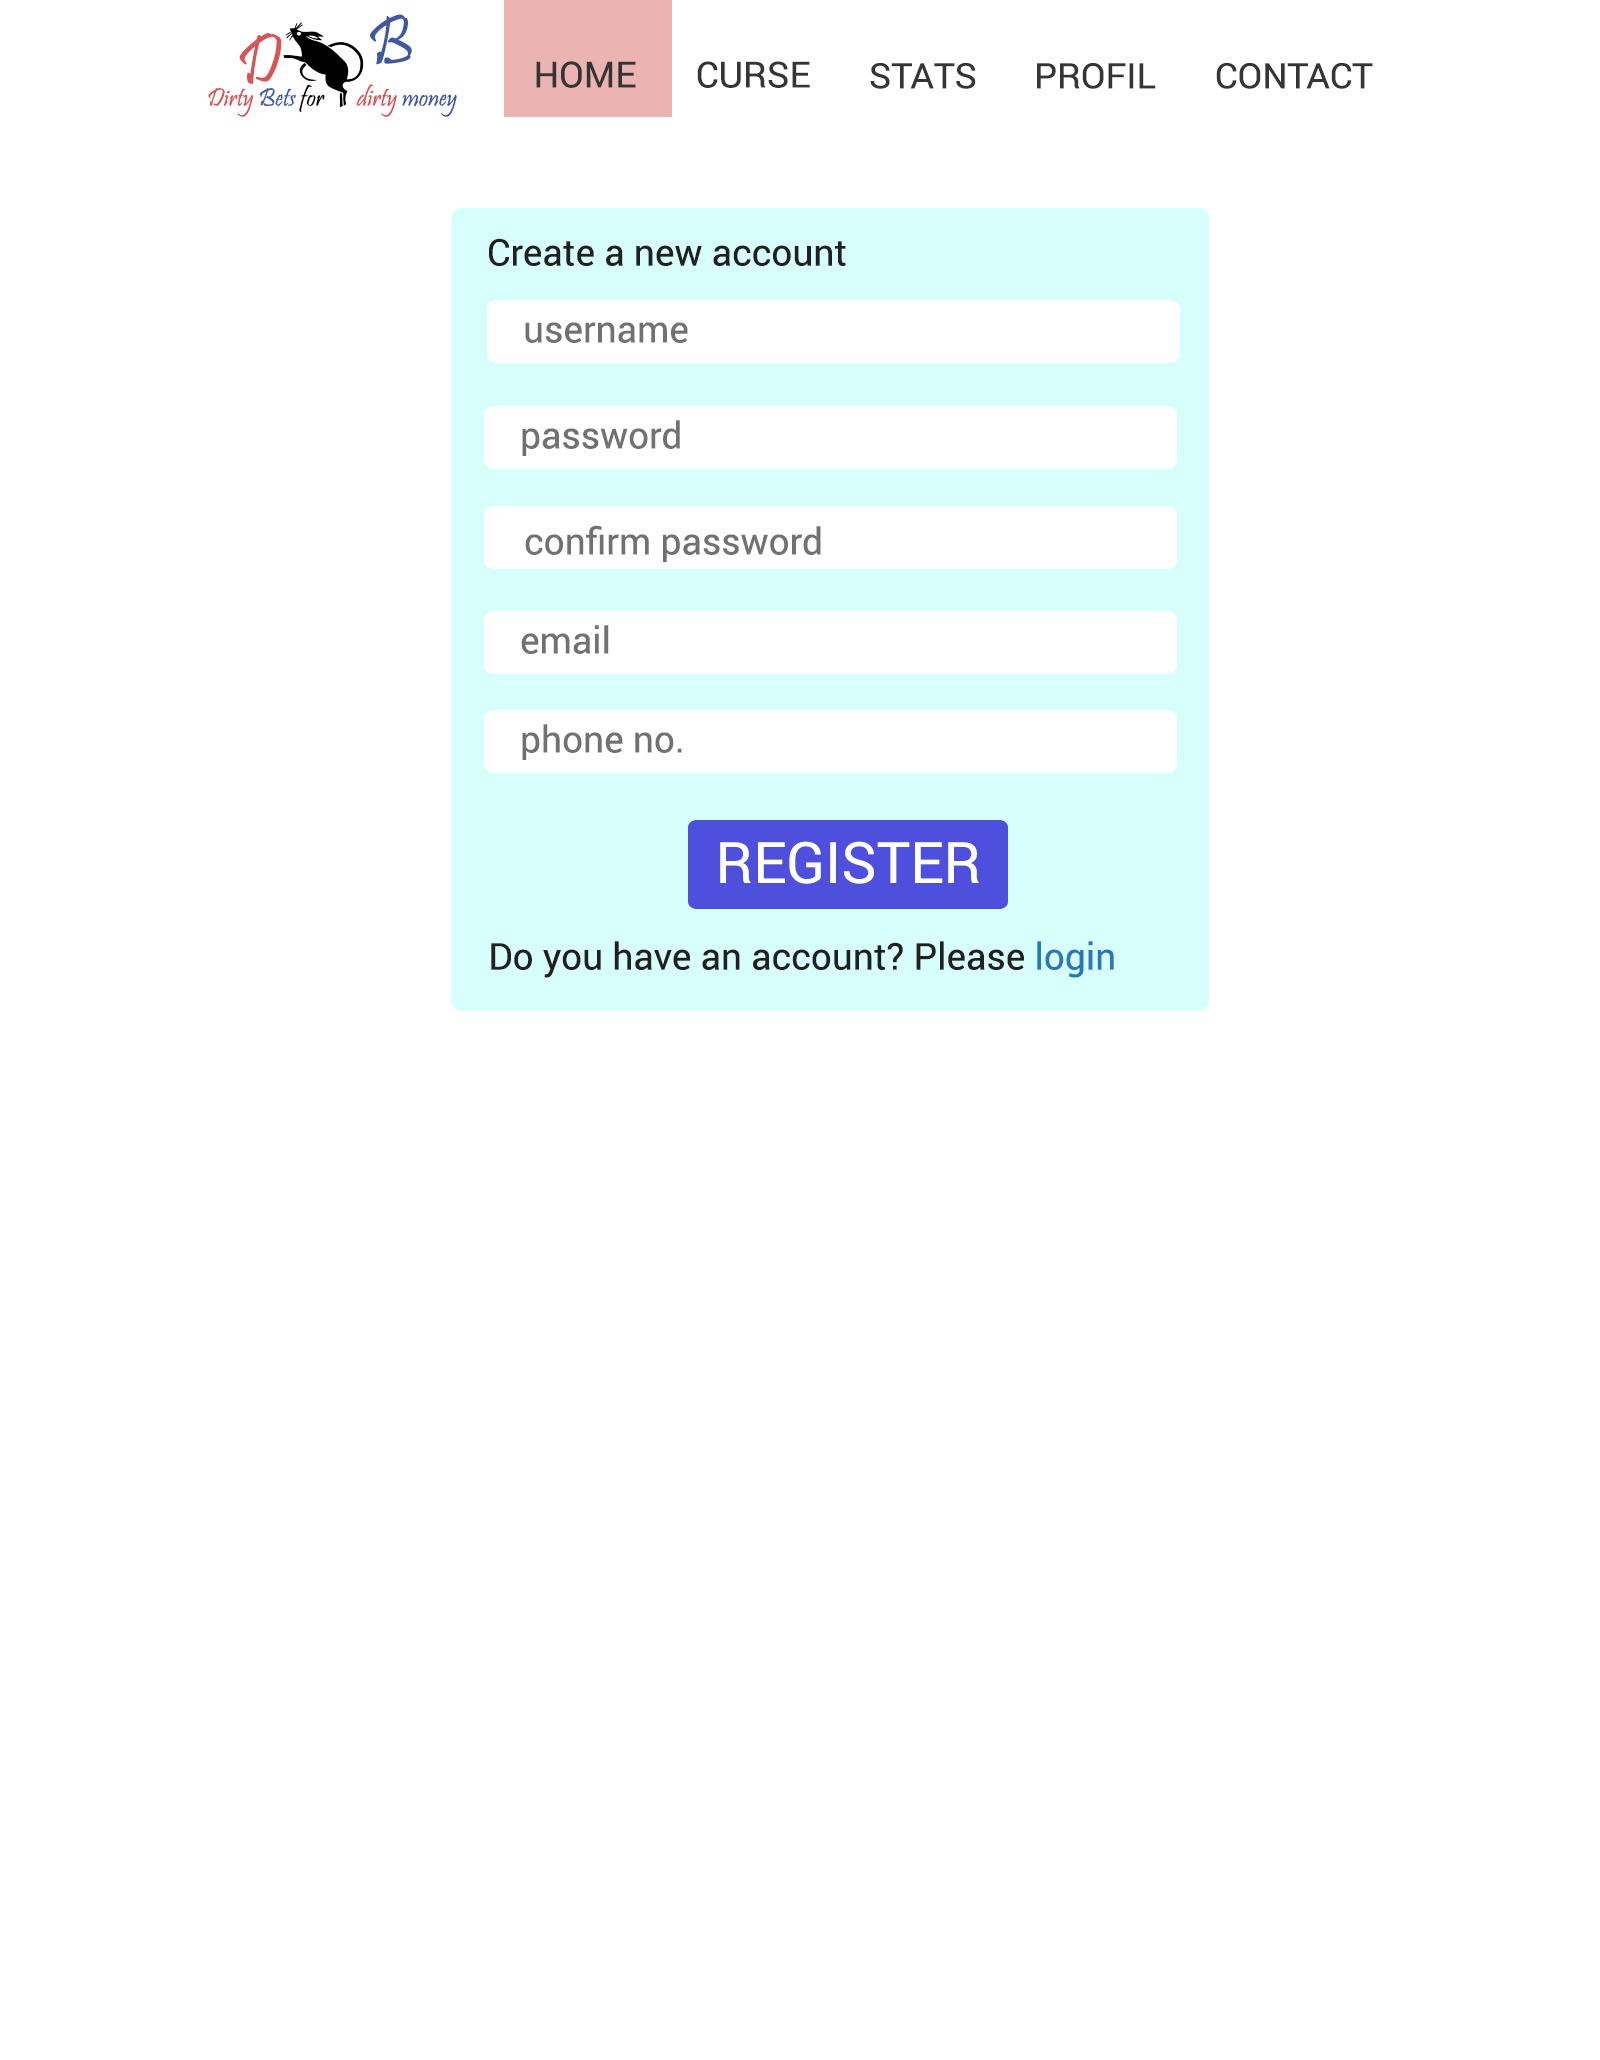 D B
Dirty Bets for dirty money
HOME CURSE STATS PROFIL CONTACT
Create a new account
username
password
confirm password
email
phone no.
REGISTER
Do you have an account? Please login